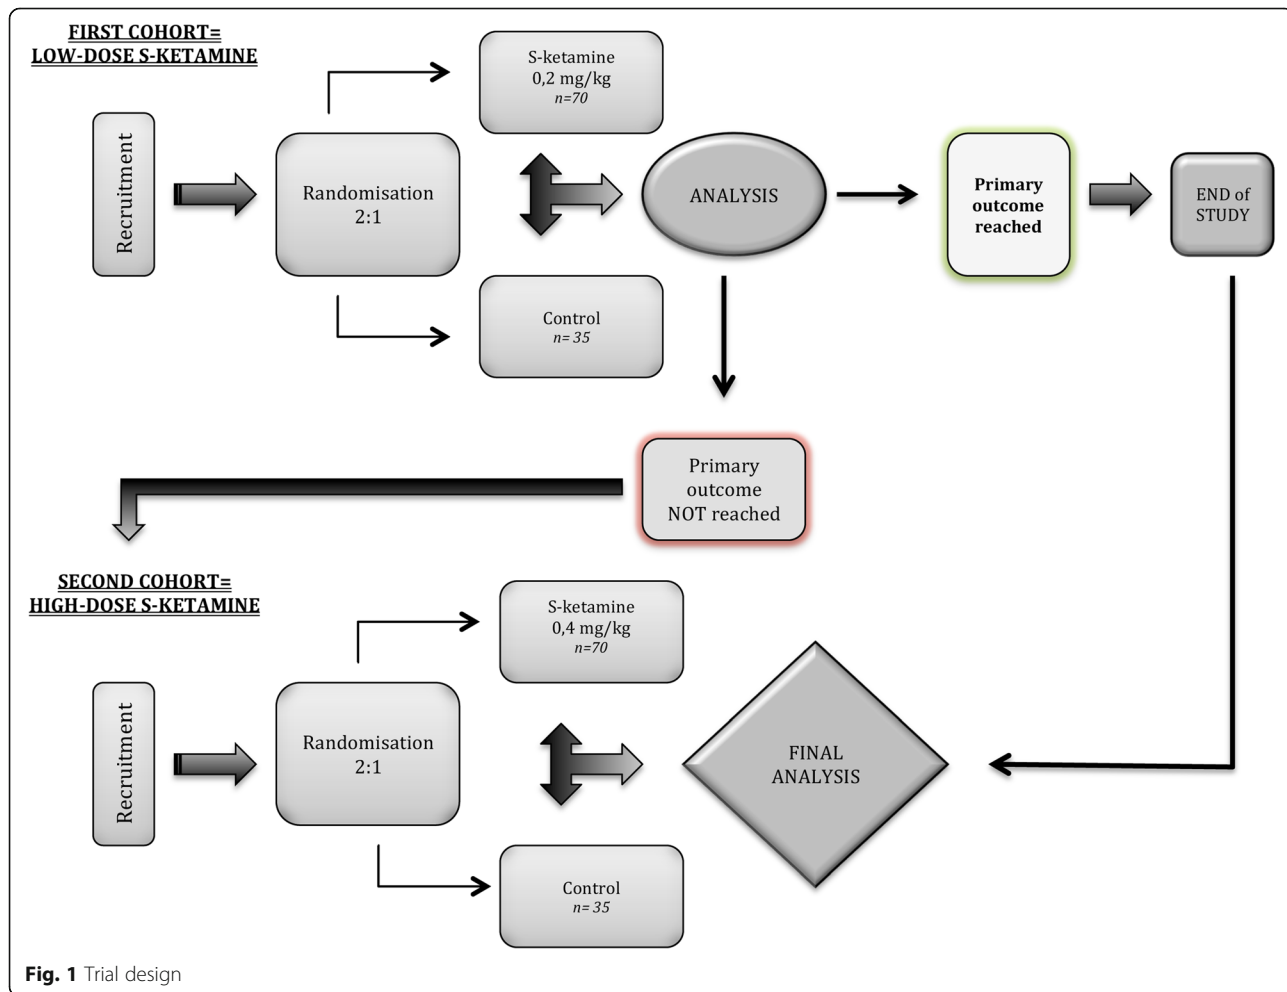 FIRST COHORT=
LOW-DOSE S-KETAMINE
Recruitment
Randomisation
2:1
S-ketamine
0,2 mg/kg
n=70
Control
n= 35
ANALYSIS
Primary
outcome
reached
END of
STUDY
Primary
outcome
NOT reached
SECOND COHORT=
HIGH-DOSE S-KETAMINE
Recruitment
Randomisation
2:1
S-ketamine
0,4 mg/kg
n=70
Control
n= 35
FINAL
ANALYSIS
Fig. 1 Trial design